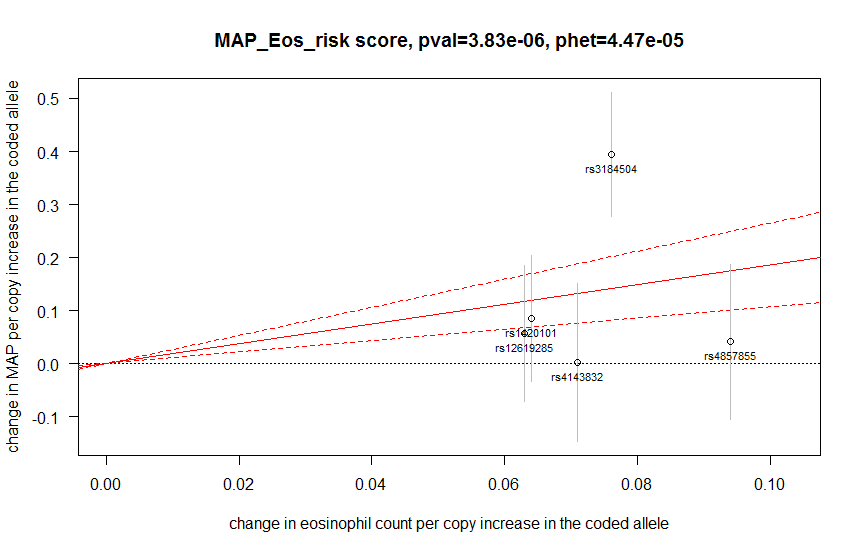 MAP_Eos_risk score, pval=3.83e-06, phet=4.47e-05
change in MAP per copy increase in the coded allele
0.5
0.4
0.3
0.2
0.1
0.0
-0.1
rs3184504
rs1420101
rs12619285
rs4857855
rs4143832
0.00 0.02 0.04 0.06 0.08 0.10
change in eosinophil count per copy increase in the coded allele